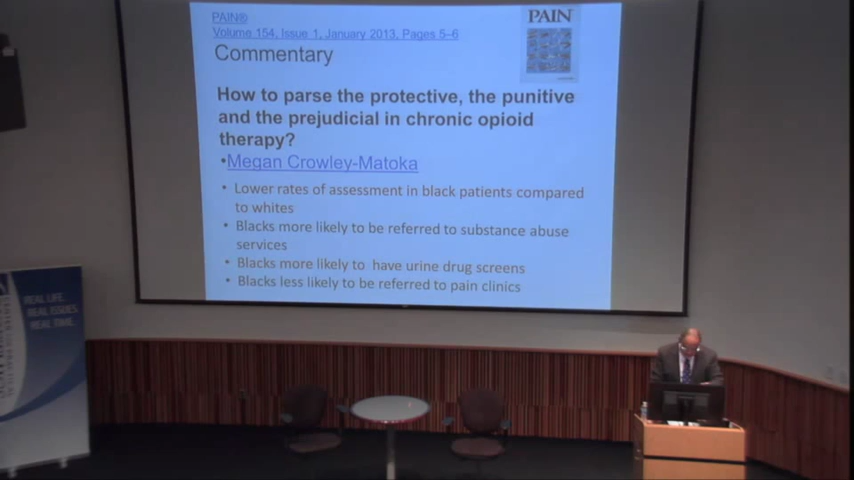 PAIN®
Volume 154, Issue 1, January 2013, Pages 5–6
Commentary
PAIN
How to parse the protective, the punitive
and the prejudicial in chronic opioid
therapy?
•Megan Crowley-Matoka
• Lower rates of assessment in black patients compared
to whites
• Blacks more likely to be referred to substance abuse
services
• Blacks more likely to have urine drug screens
• Blacks less likely to be referred to pain clinics
REAL LIFE.
REAL ISSUES.
REAL TIME.